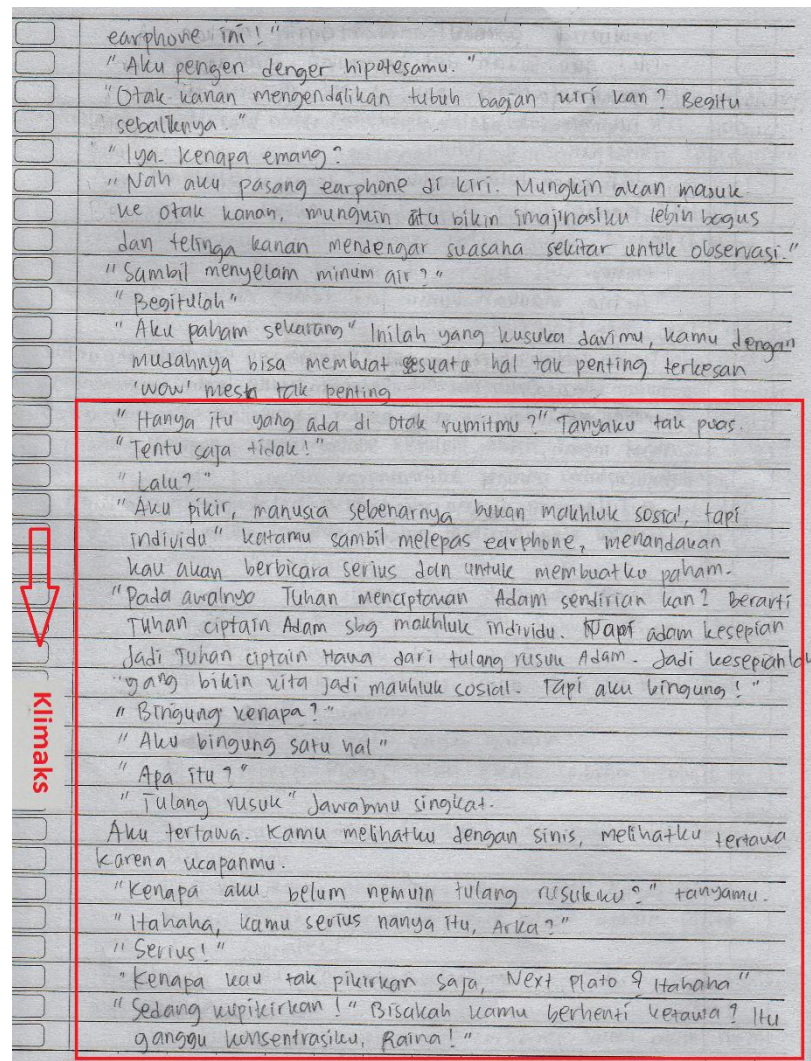 earphone ini!"
"Aku pengen denger hipotesamu."
"Otak kanan mengendalikan tubuh bagian kiri kan? Begitu
sebaliknya"
"Iya. Kenapa emang?
"Nah aku pasang earphone di kiri. Mungkin akan masuk
ke otak kanan, mungkin itu bikin imajinasiku lebih bagus
dan telinga kanan mendengar suasana sekitar untuk observasi."
"Sambil menyelam minum air?"
"Begitulah"
"Aku paham sekarang" Inilah yang kusuka darimu, kamu dengan
mudahnya bisa membuat sesuatu hal tak penting terkesan
'wow' meski tak penting
"Hanya itu yang ada di otak rumitmu?" Tanyaku tak puas.
"Tentu saja tidak!"
"Lalu?"
"Aku pikir, manusia sebenarnya bukan makhluk sosial, tapi
individu" katamu sambil melepas earphone, menandakan
kau akan berbicara serius dan untuk membuatku paham.
"Pada awalnya Tuhan menciptakan Adam sendirian kan? Berarti
Tuhan ciptain Adam sbg makhluk individu. Tapi adam kesepian
Jadi Tuhan ciptain Hawa dari tulang rusuk Adam. Jadi kesepianlah
yang bikin kita jadi makhluk sosial. Tapi aku bingung!"
"Bingung kenapa?"
"Aku bingung satu hal"
"Apa itu?"
"Tulang rusuk" Jawabmu singkat.
Aku tertawa. Kamu melihatku dengan sinis, melihatku tertawa
karena ucapanmu.
"Kenapa aku belum nemuin tulang rusukku?" tanyamu.
"Hahaha, kamu serius nanya itu, Arka?"
"Serius!"
"Kenapa kau tak pikirkan saja, Next Plato? Hahaha"
"Sedang kupikirkan!" Bisakah kamu berhenti ketawa? Itu
ganggu konsentrasiku, Raina!"
Klimaks